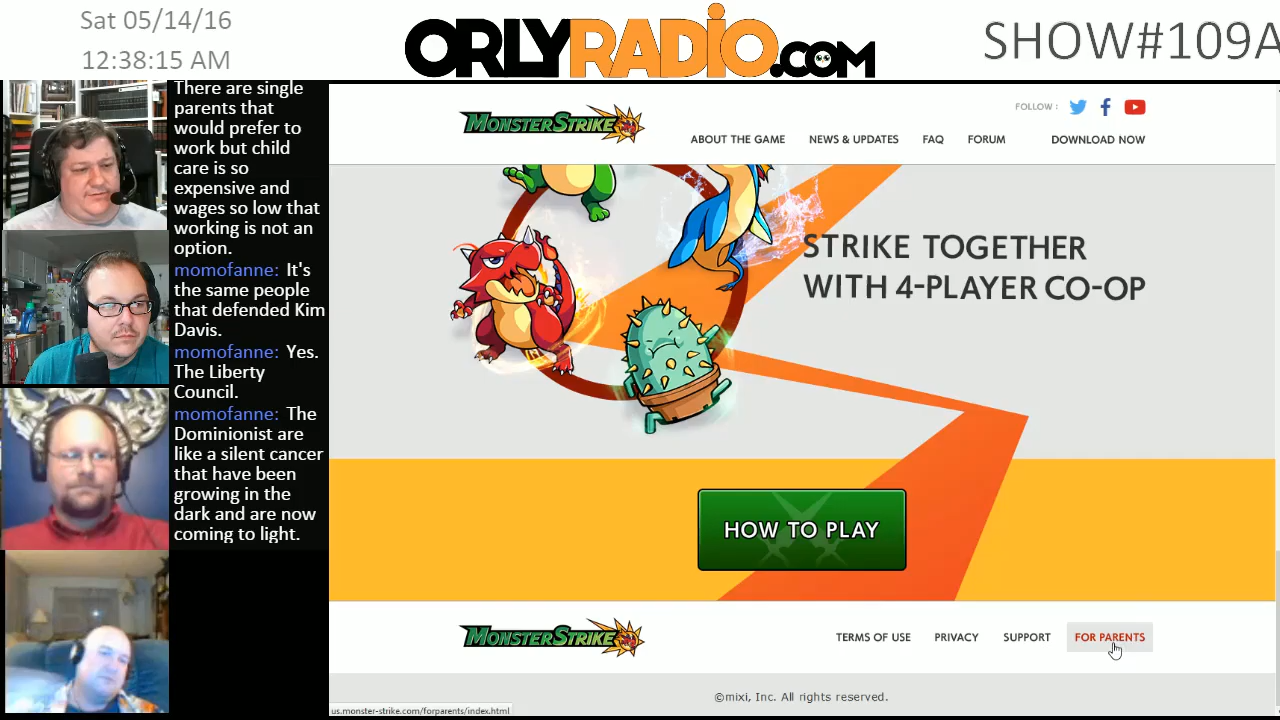 Sat 05/14/16
12:38:15 AM
ORLYRADIO.COM
SHOW#109A
There are single
parents that
would prefer to
work but child
care is so
expensive and
wages so low that
working is not an
option.
momofanne: It's
the same people
that defended Kim
Davis.
momofanne: Yes.
The Liberty
Council.
momofanne: The
Dominionist are
like a silent cancer
that have been
growing in the
dark and are now
coming to light.
MONSTERSTRIKE
FOLLOW :
ABOUT THE GAME NEWS & UPDATES FAQ FORUM DOWNLOAD NOW
STRIKE TOGETHER
WITH 4-PLAYER CO-OP
HOW TO PLAY
MONSTERSTRIKE
TERMS OF USE PRIVACY SUPPORT FOR PARENTS
©mixi, Inc. All rights reserved.
us.monster-strike.com/forparents/index.html